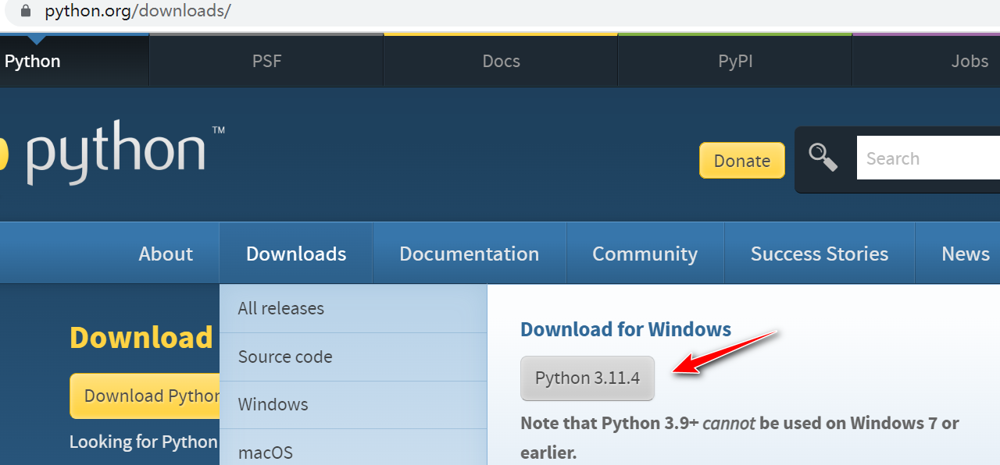 python.org/downloads/
Python PSF Docs PyPI Jobs
python™
Donate
Search
About Downloads Documentation Community Success Stories News
Download
Download Python
Looking for Python
All releases
Source code
Windows
macOS
Download for Windows
Python 3.11.4
Note that Python 3.9+ cannot be used on Windows 7 or
earlier.